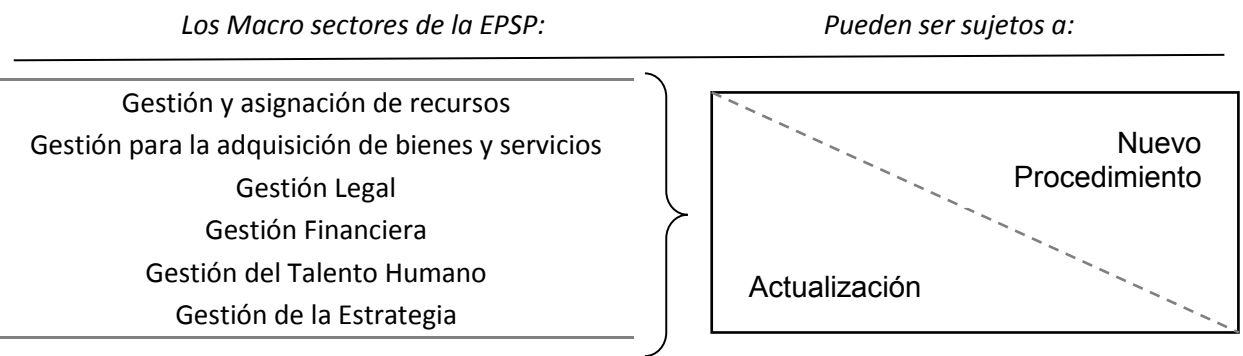 Los Macro sectores de la EPSP:
Pueden ser sujetos a:
Gestión y asignación de recursos
Gestión para la adquisición de bienes y servicios
Gestión Legal
Gestión Financiera
Gestión del Talento Humano
Gestión de la Estrategia
Nuevo
Procedimiento
Actualización